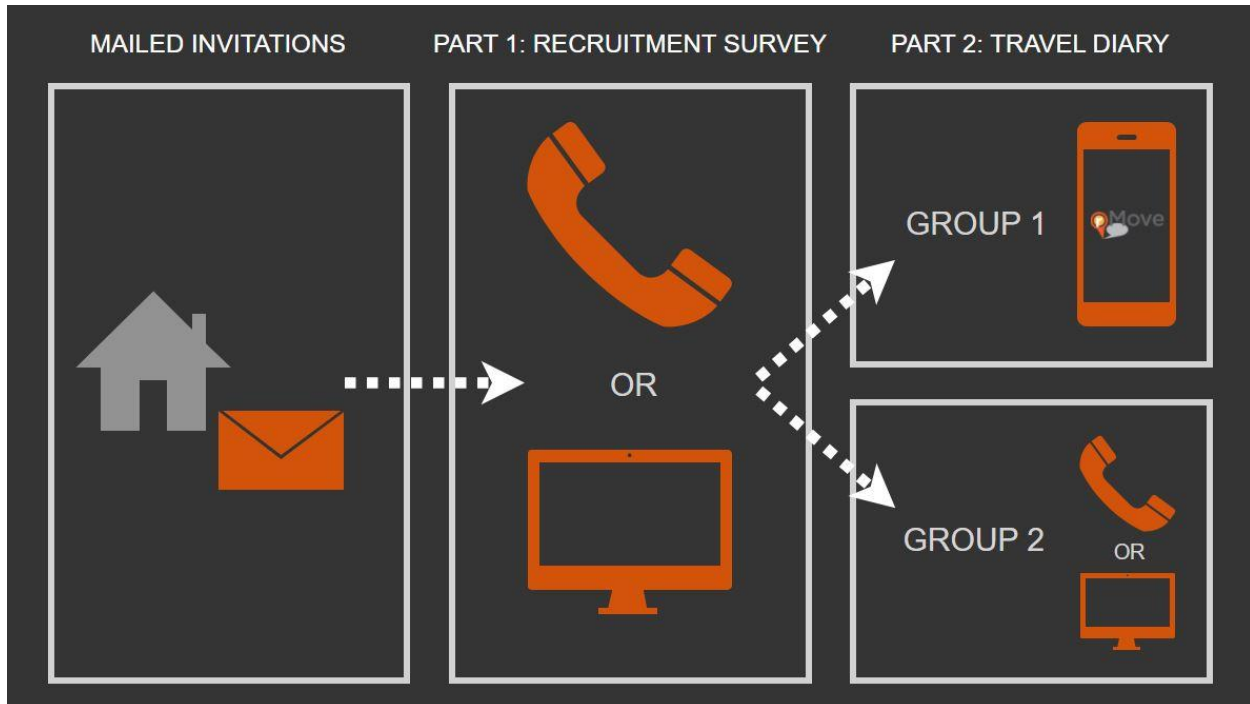 MAILED INVITATIONS
PART 1: RECRUITMENT SURVEY
PART 2: TRAVEL DIARY
OR
GROUP 1
Move
GROUP 2
OR